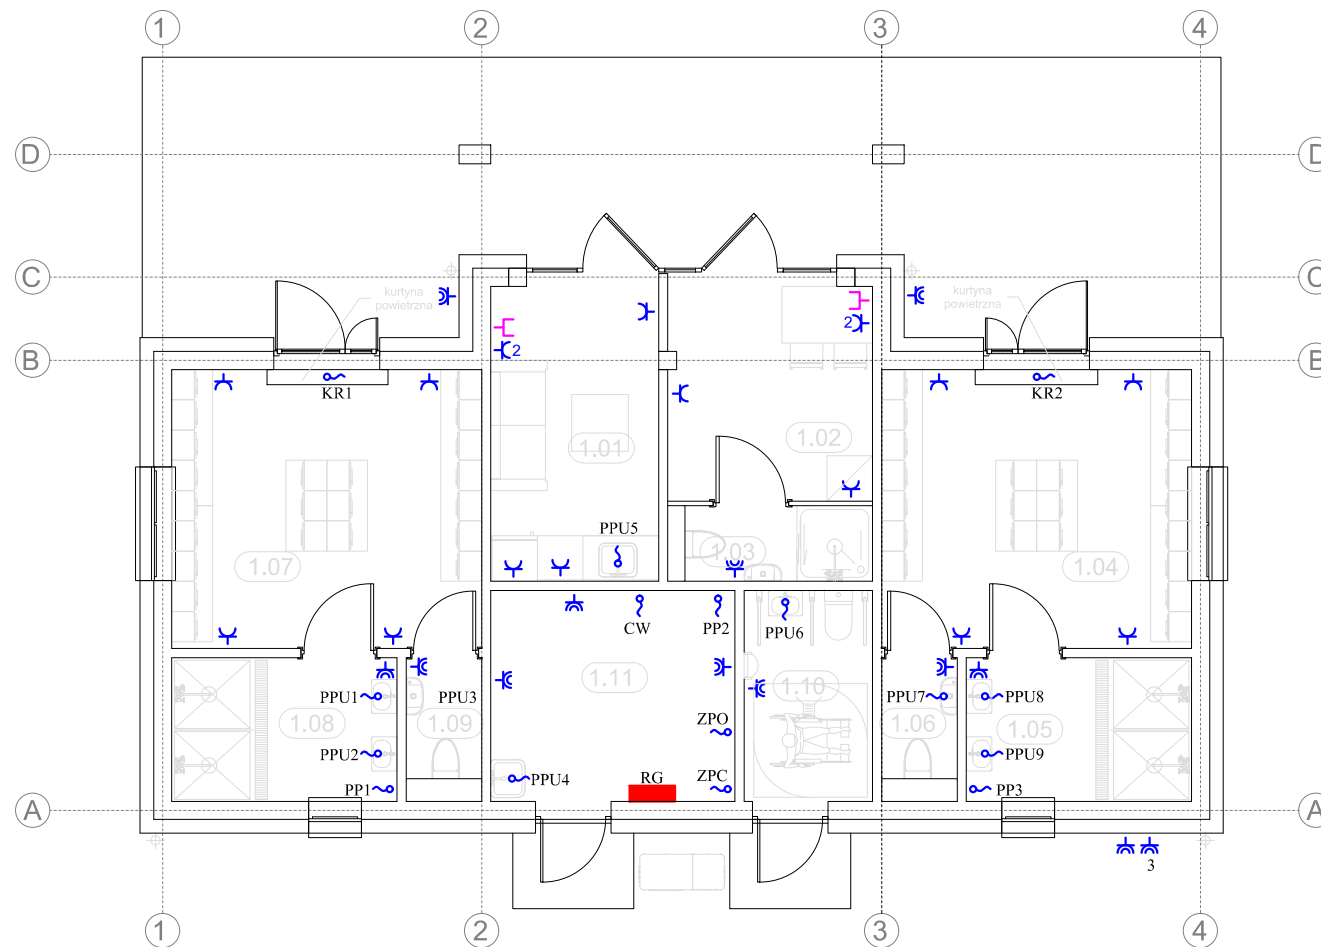 1
2
3
4
D
D
C
C
kurtyna
powietrzna
kurtyna
powietrzna
2
2
B
B
KR1
KR2
1.01
1.02
PPU5
1.03
1.07
1.04
CW
PP2
PPU6
1.11
1.10
PPU1
PPU3
PPU7
PPU8
1.08
1.09
1.06
1.05
ZPO
PPU2
PPU9
PPU4
RG
ZPC
PP1
PP3
A
A
3
1
2
3
4